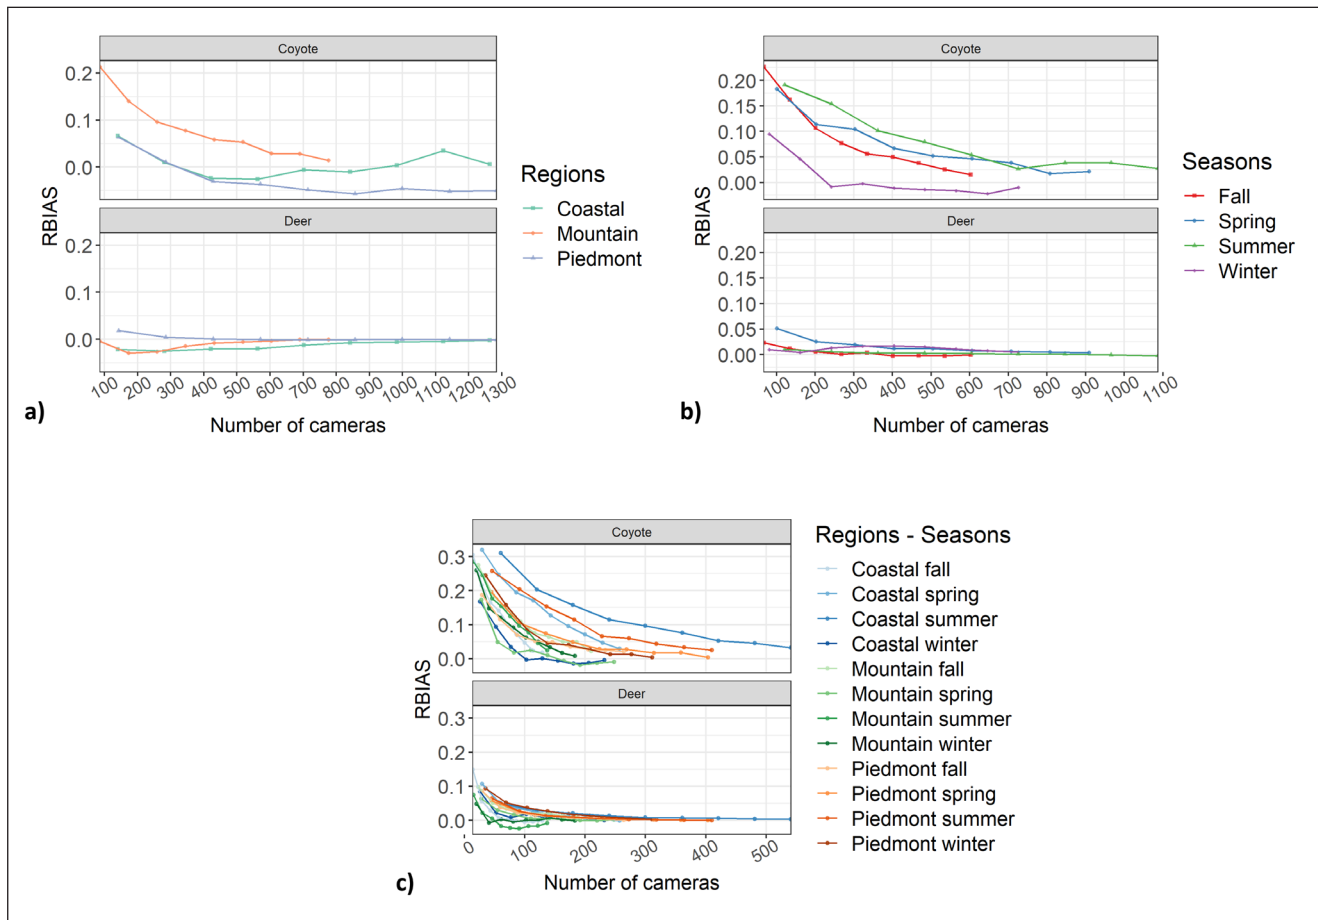 Coyote
0.2
0.1
0.0
RBIAS
Deer
0.2
0.1
0.0
100 200 300 400 500 600 700 800 900 1000 1100 1200 1300
Number of cameras
a)
Regions
Coastal
Mountain
Piedmont
Coyote
0.20
0.15
0.10
0.05
0.00
RBIAS
Deer
0.20
0.15
0.10
0.05
0.00
100 200 300 400 500 600 700 800 900 1000 1100
Number of cameras
b)
Seasons
Fall
Spring
Summer
Winter
Coyote
0.3
0.2
0.1
0.0
RBIAS
Deer
0.3
0.2
0.1
0.0
0 100 200 300 400 500
Number of cameras
c)
Regions - Seasons
Coastal fall
Coastal spring
Coastal summer
Coastal winter
Mountain fall
Mountain spring
Mountain summer
Mountain winter
Piedmont fall
Piedmont spring
Piedmont summer
Piedmont winter